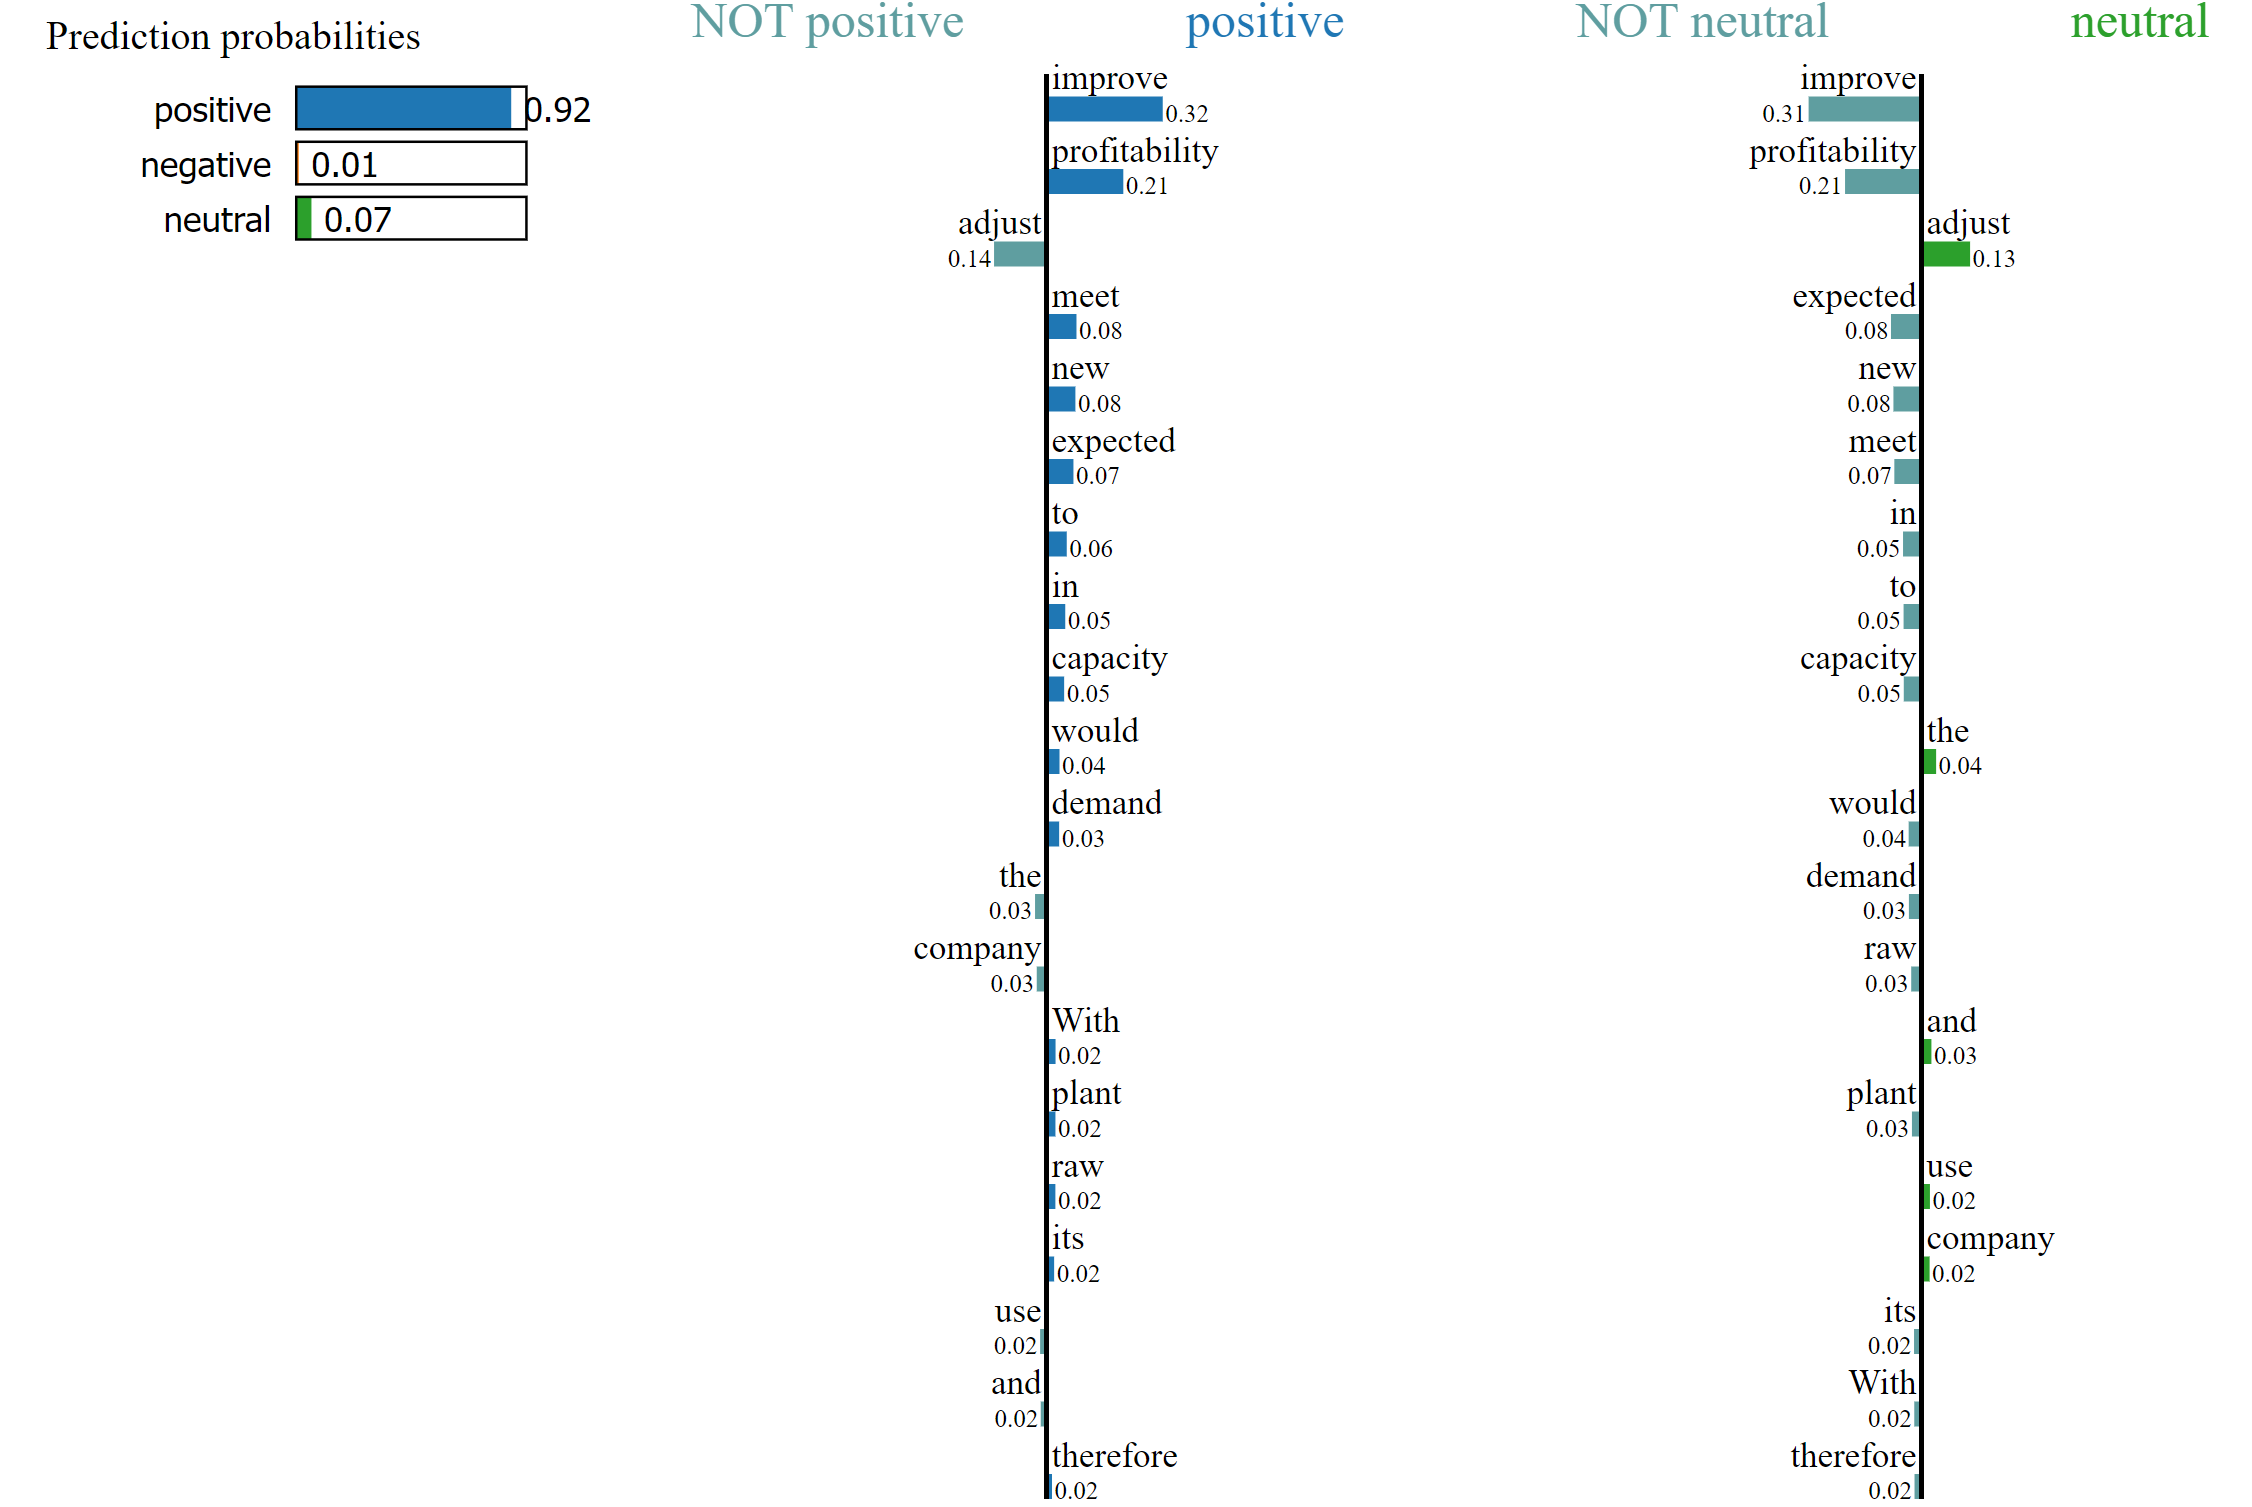 Prediction probabilities
positive 0.92
negative 0.01
neutral 0.07
NOT positive positive
improve
0.32
profitability
0.21
adjust
0.14
meet
0.08
new
0.08
expected
0.07
to
0.06
in
0.05
capacity
0.05
would
0.04
demand
0.03
the
0.03
company
0.03
With
0.02
plant
0.02
raw
0.02
its
0.02
use
0.02
and
0.02
therefore
0.02
NOT neutral neutral
improve
0.31
profitability
0.21
adjust
0.13
expected
0.08
new
0.08
meet
0.07
in
0.05
to
0.05
capacity
0.05
the
0.04
would
0.04
demand
0.03
raw
0.03
and
0.03
plant
0.03
use
0.02
company
0.02
its
0.02
With
0.02
therefore
0.02